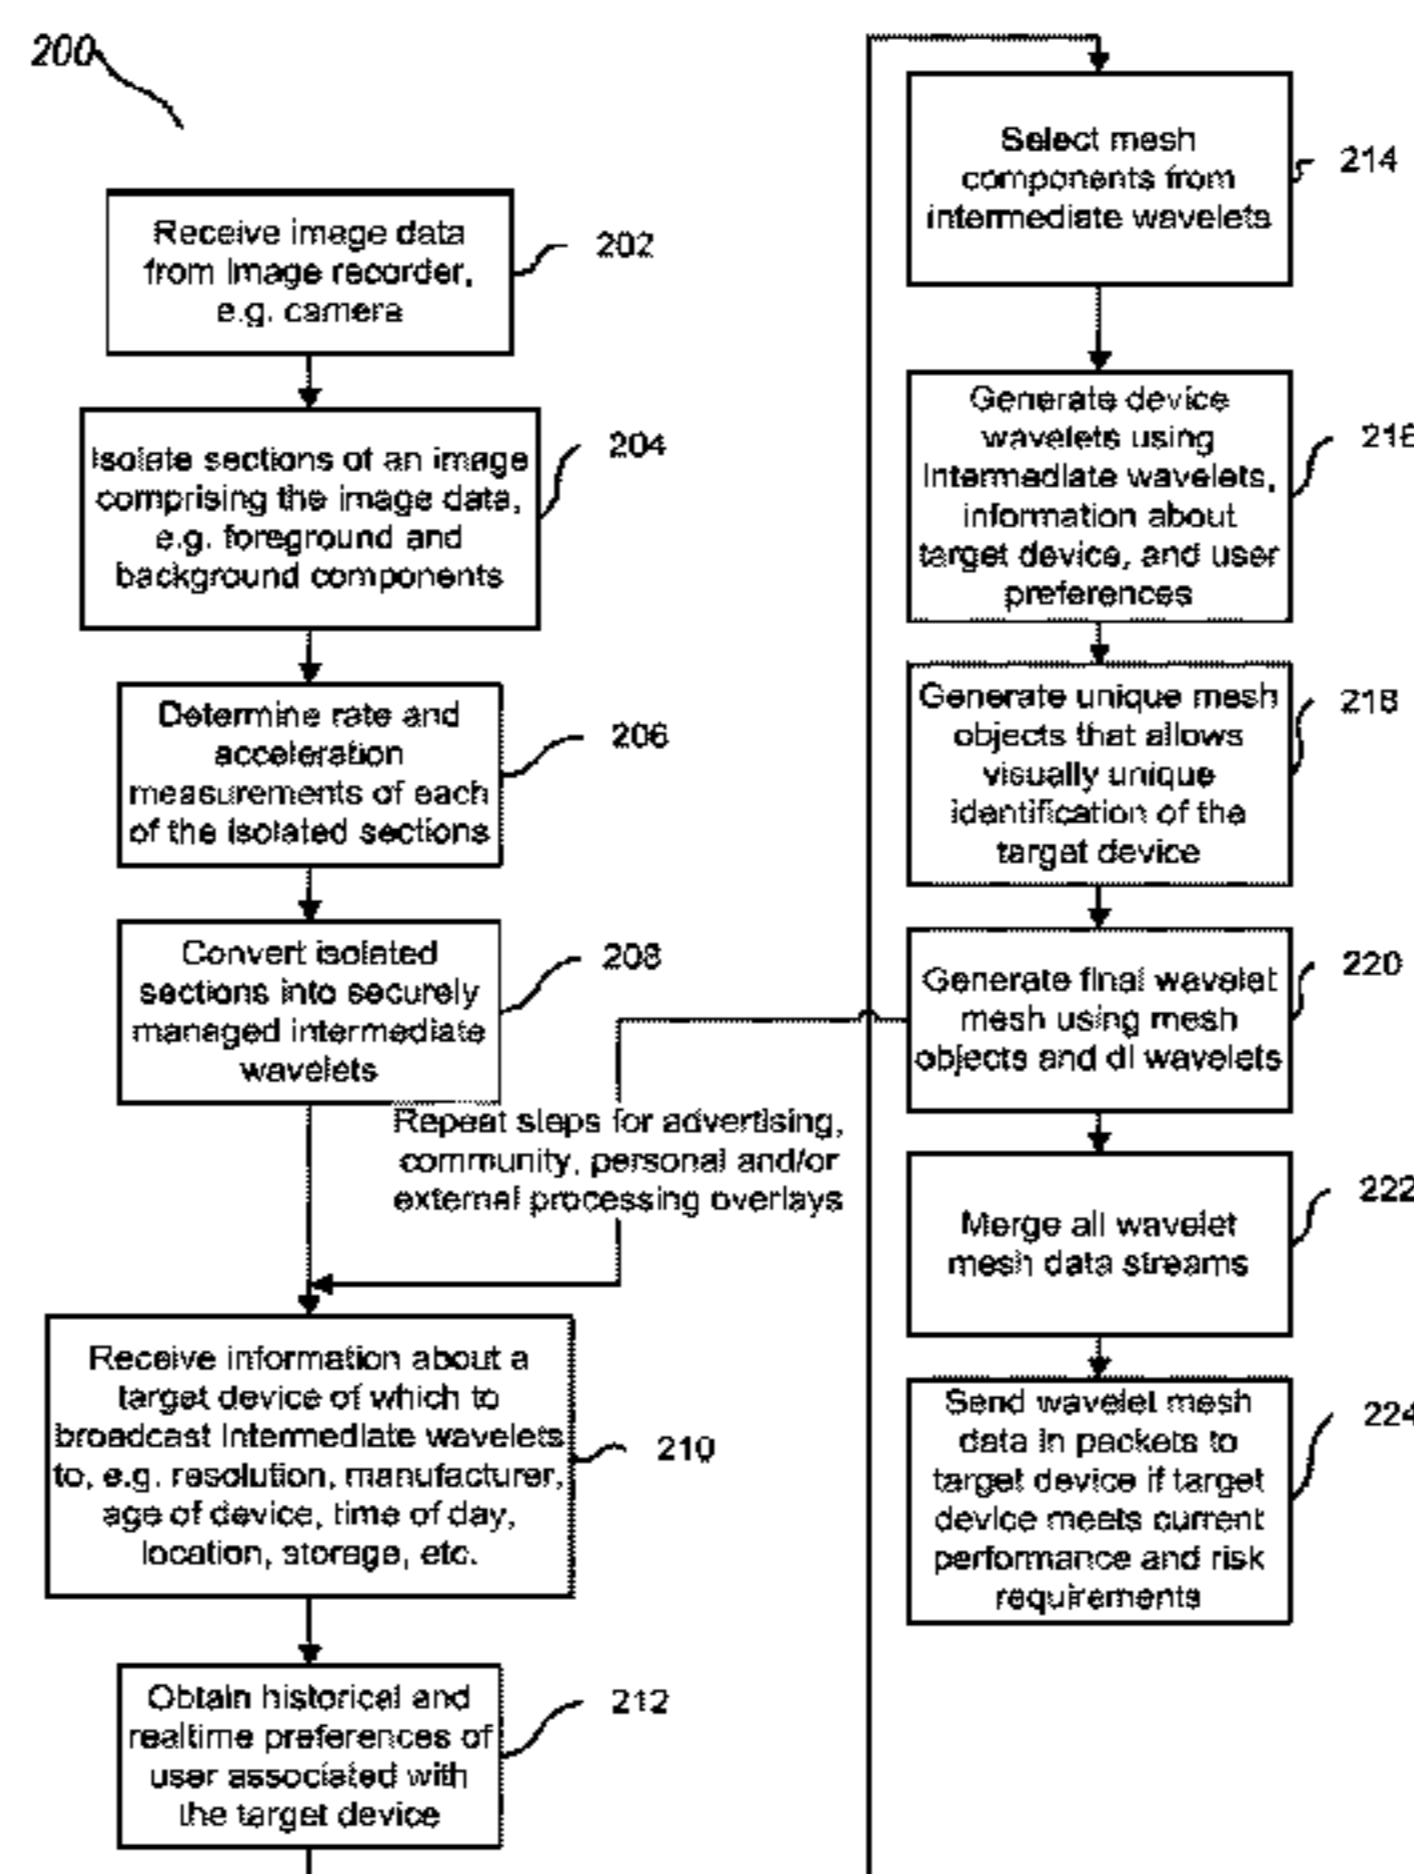 200
Receive image data
from image recorder,
e.g. camera
202
Isolate sections of an image
comprising the image data,
e.g. foreground and
background components
204
Determine rate and
acceleration
measurements of each
of the isolated sections
206
Convert isolated
sections into securely
managed intermediate
wavelets
208
Repeat steps for advertising,
community, personal and/or
external processing overlays
Receive information about a
target device of which to
broadcast intermediate wavelets
to, e.g. resolution, manufacturer,
age of device, time of day,
location, storage, etc.
210
Obtain historical and
realtime preferences of
user associated with
the target device
212
Select mesh
components from
intermediate wavelets
214
Generate device
wavelets using
intermediate wavelets,
information about
target device, and user
preferences
216
Generate unique mesh
objects that allows
visually unique
identification of the
target device
218
Generate final wavelet
mesh using mesh
objects and di wavelets
220
Merge all wavelet
mesh data streams
222
Send wavelet mesh
data in packets to
target device if target
device meets current
performance and risk
requirements
224